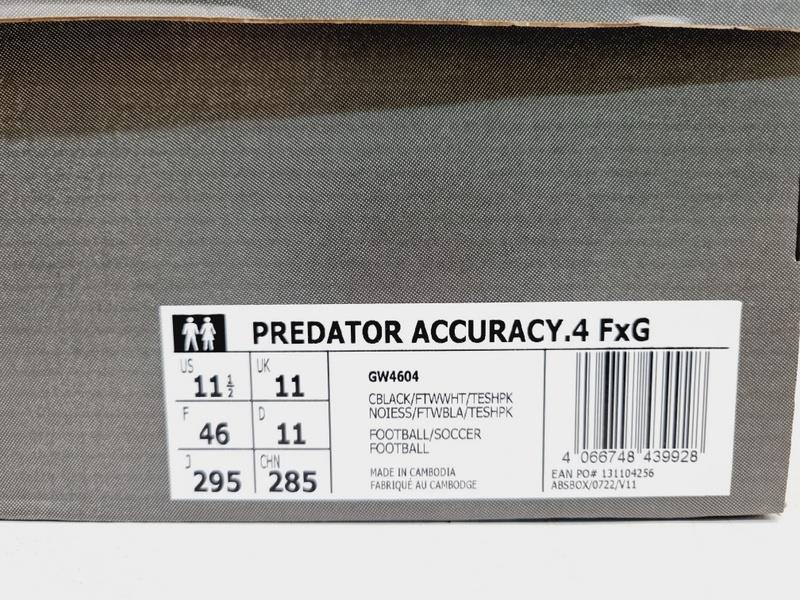 PREDATOR ACCURACY.4 FxG
US 11 1/2 UK 11
F 46 D 11
J 295 CHN 285
GW4604
CBLACK/FTWWHT/TESHPK
NOIESS/FTWBLA/TESHPK
FOOTBALL/SOCCER
FOOTBALL
MADE IN CAMBODIA
FABRIQUÉ AU CAMBODGE
4 066748 439928
EAN PO# 131104256
ABSBOX/0722/V11